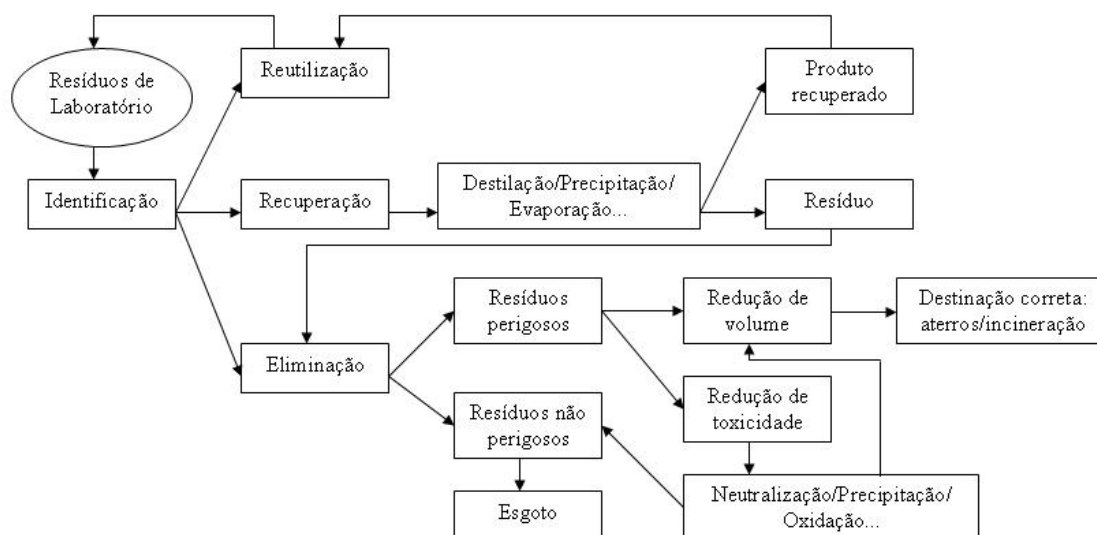 Resíduos de
Laboratório
Reutilização
Produto
recuperado
Identificação
Recuperação
Destilação/Precipitação/
Evaporação...
Resíduo
Eliminação
Resíduos
perigosos
Redução de
volume
Destinação correta:
aterros/incineração
Resíduos não
perigosos
Redução de
toxicidade
Esgoto
Neutralização/Precipitação/
Oxidação...